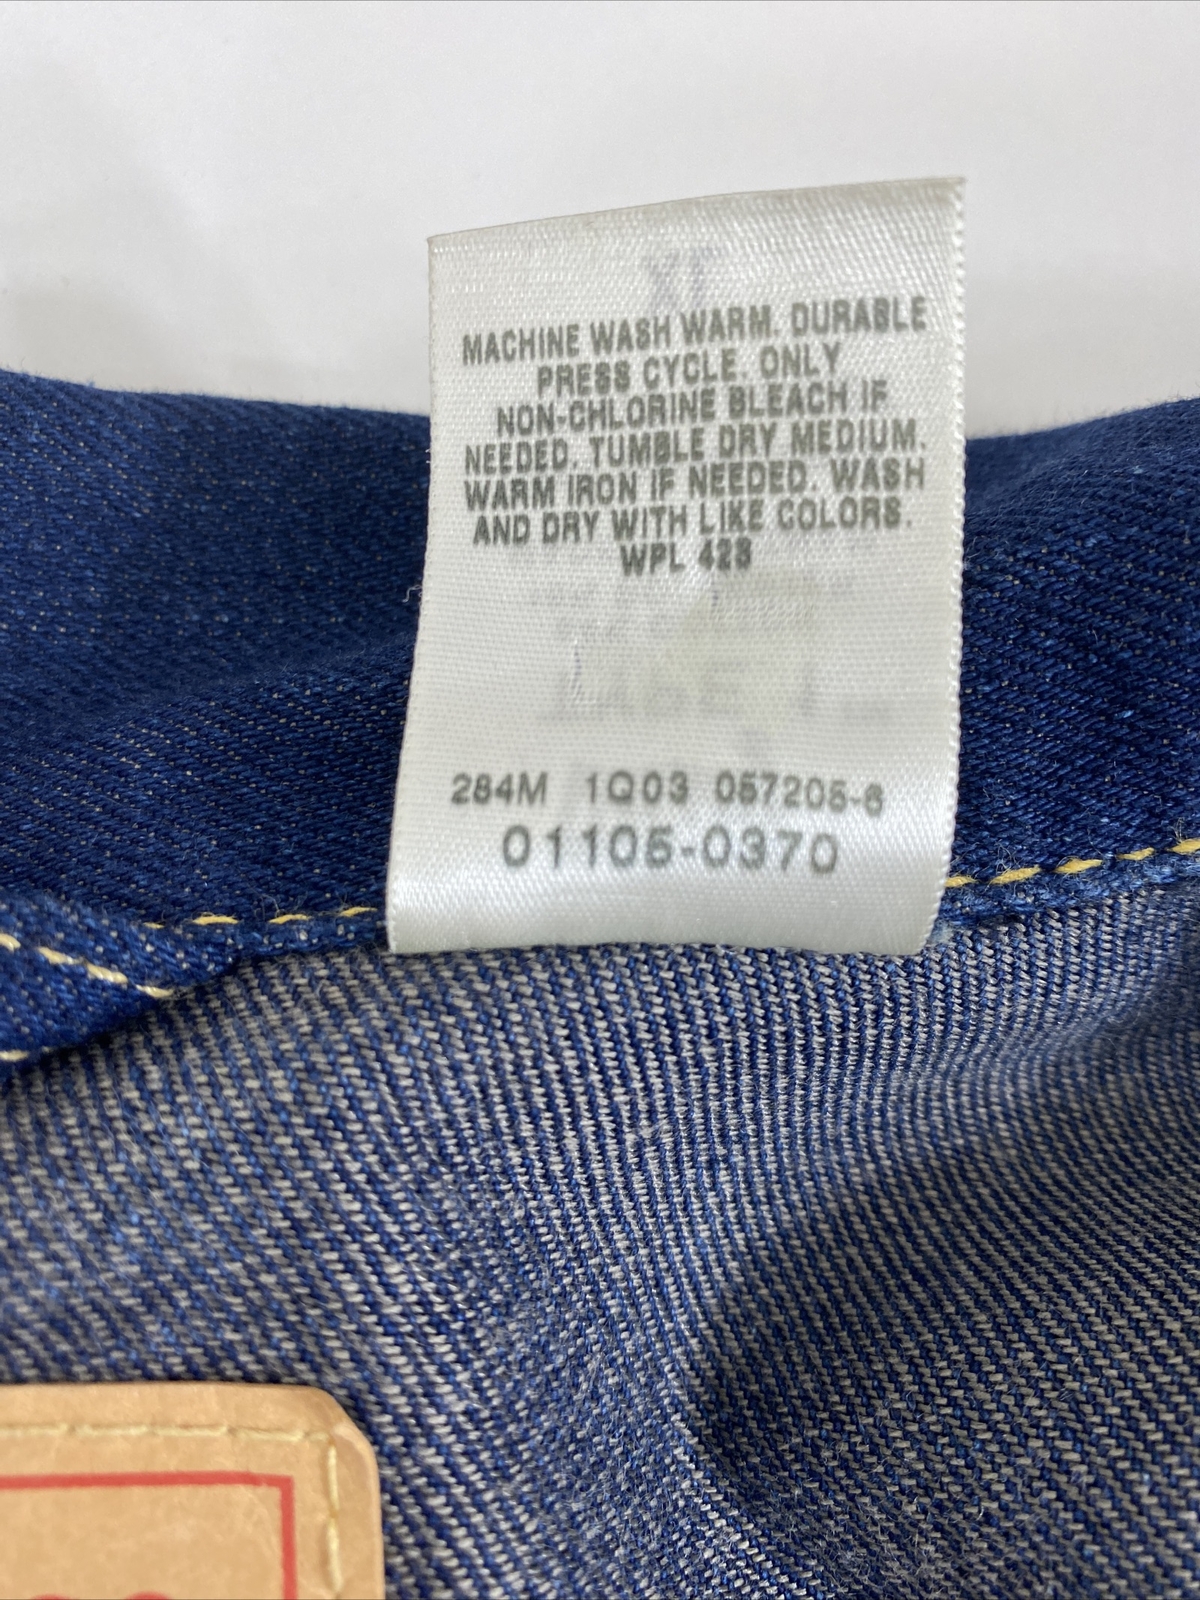 MACHINE WASH WARM. DURABLE
PRESS CYCLE. ONLY
NON-CHLORINE BLEACH IF
NEEDED. TUMBLE DRY MEDIUM.
WARM IRON IF NEEDED. WASH
AND DRY WITH LIKE COLORS.
WPL 423
284M 1Q03 057205-6
01105-0370